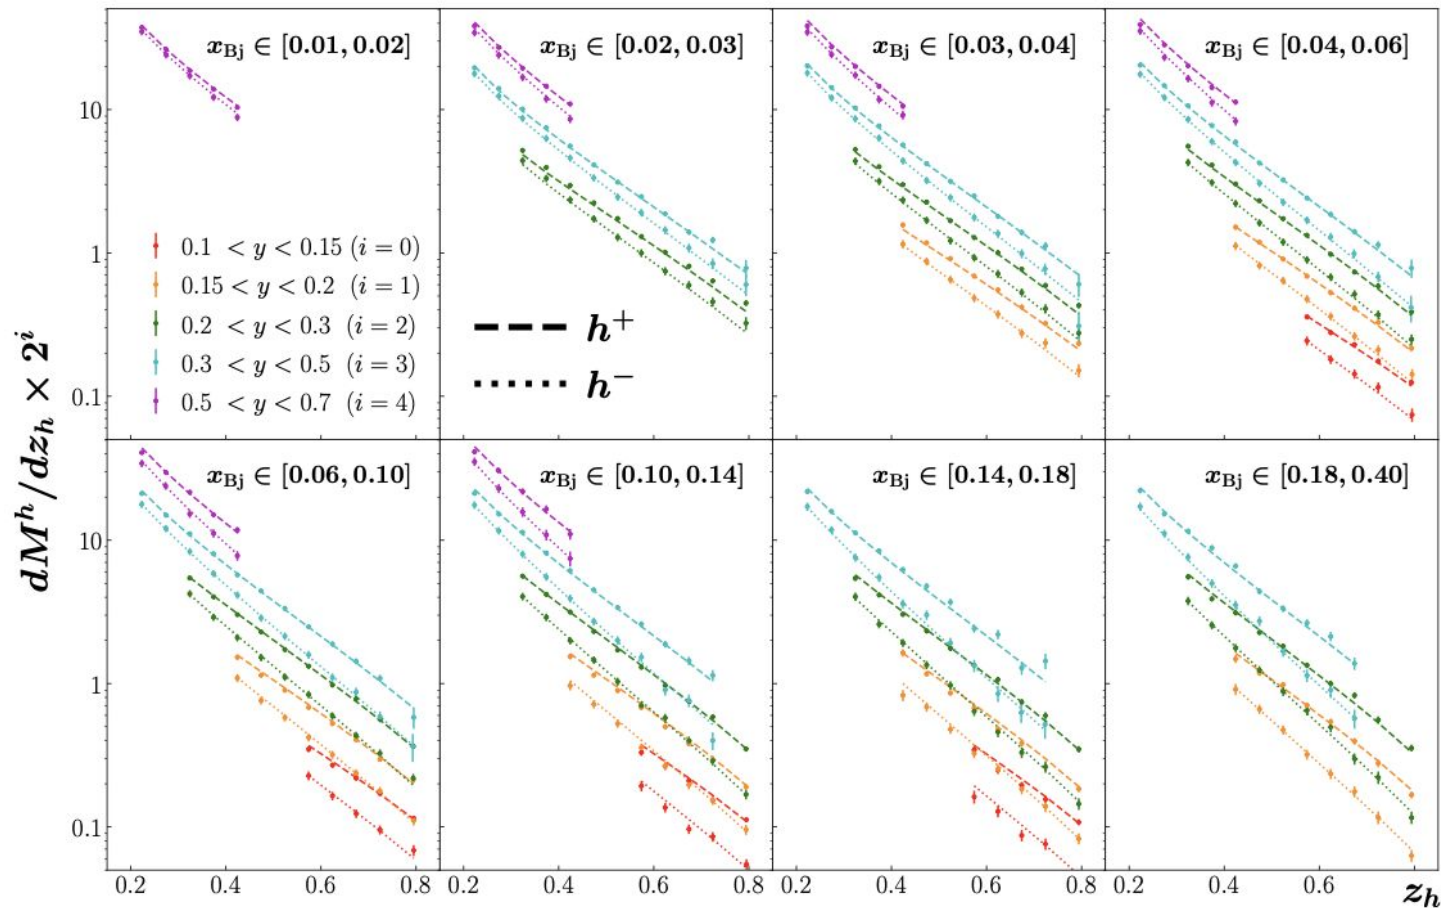 x_Bj ∈ [0.01, 0.02]
x_Bj ∈ [0.02, 0.03]
x_Bj ∈ [0.03, 0.04]
x_Bj ∈ [0.04, 0.06]
10
1
0.1
0.1 < y < 0.15 (i = 0)
0.15 < y < 0.2 (i = 1)
0.2 < y < 0.3 (i = 2)
0.3 < y < 0.5 (i = 3)
0.5 < y < 0.7 (i = 4)
h⁺
h⁻
dMʰ/dz_h × 2ⁱ
x_Bj ∈ [0.06, 0.10]
x_Bj ∈ [0.10, 0.14]
x_Bj ∈ [0.14, 0.18]
x_Bj ∈ [0.18, 0.40]
10
1
0.1
0.2 0.4 0.6 0.8
0.2 0.4 0.6 0.8
0.2 0.4 0.6 0.8
0.2 0.4 0.6
z_h